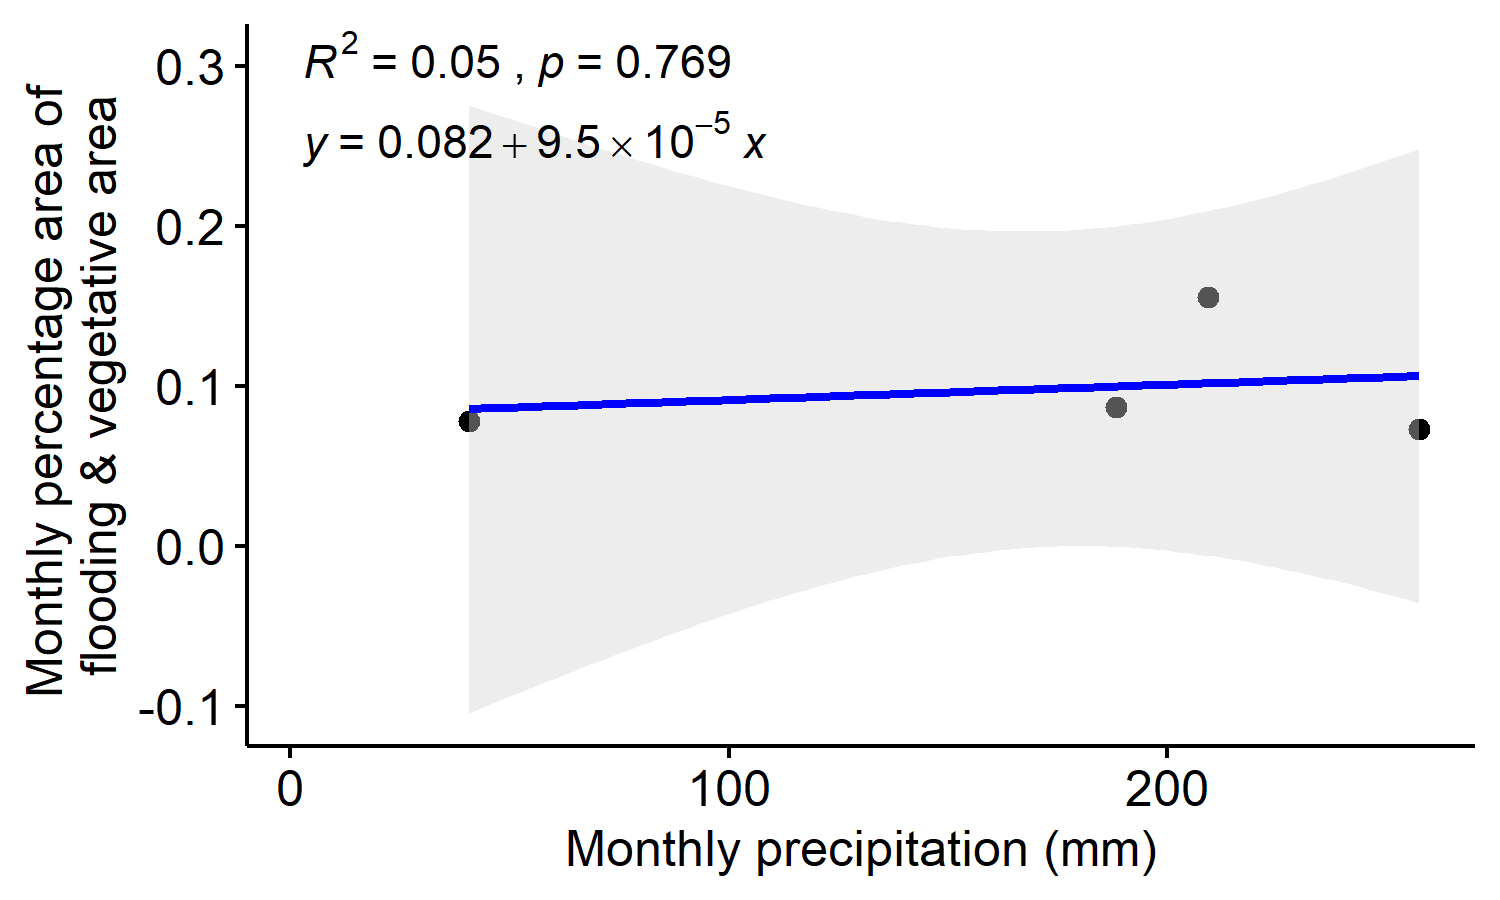 R² = 0.05 , p = 0.769
y = 0.082 + 9.5 × 10⁻⁵ x
Monthly percentage area of
flooding & vegetative area
0.3
0.2
0.1
0.0
-0.1
0 100 200
Monthly precipitation (mm)